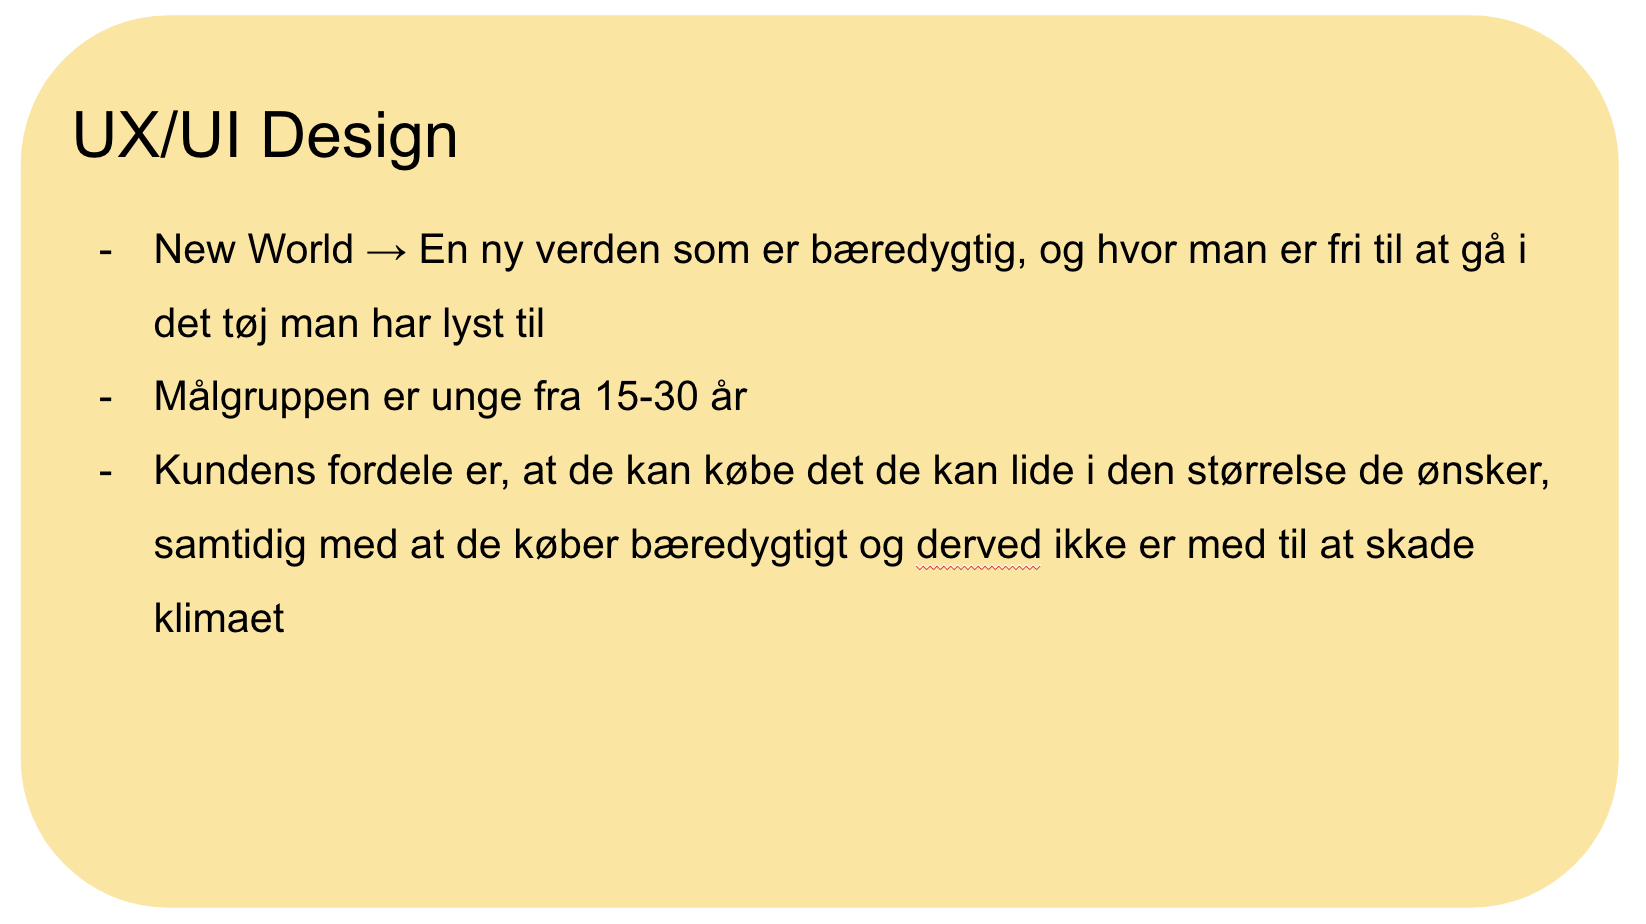 UX/UI Design
- New World → En ny verden som er bæredygtig, og hvor man er fri til at gå i
det tøj man har lyst til
- Målgruppen er unge fra 15-30 år
- Kundens fordele er, at de kan købe det de kan lide i den størrelse de ønsker,
samtidig med at de køber bæredygtigt og derved ikke er med til at skade
klimaet